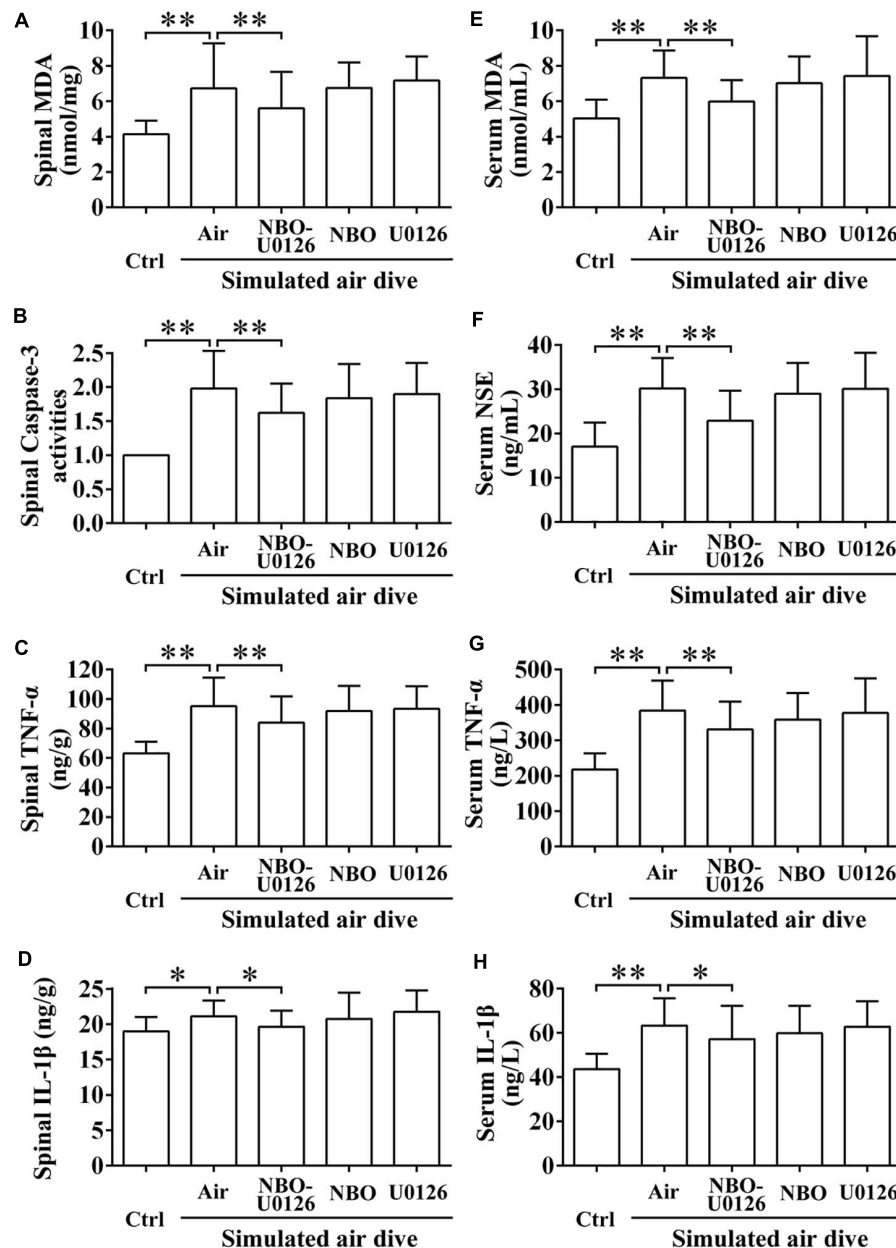 A
** **
Spinal MDA
(nmol/mg)
10
8
6
4
2
0
Ctrl
Air
NBO-
U0126
NBO
U0126
Simulated air dive
E
** **
Serum MDA
(nmol/mL)
10
8
6
4
2
0
Ctrl
Air
NBO-
U0126
NBO
U0126
Simulated air dive
B
** **
Spinal Caspase-3
activities
2.5
2.0
1.5
1.0
0.5
0.0
Ctrl
Air
NBO-
U0126
NBO
U0126
Simulated air dive
F
** **
Serum NSE
(ng/mL)
40
30
20
10
0
Ctrl
Air
NBO-
U0126
NBO
U0126
Simulated air dive
C
** **
Spinal TNF-α
(ng/g)
120
100
80
60
40
20
0
Ctrl
Air
NBO-
U0126
NBO
U0126
Simulated air dive
G
** **
Serum TNF-α
(ng/L)
500
400
300
200
100
0
Ctrl
Air
NBO-
U0126
NBO
U0126
Simulated air dive
D
* *
Spinal IL-1β (ng/g)
25
20
15
10
5
0
Ctrl
Air
NBO-
U0126
NBO
U0126
Simulated air dive
H
** *
Serum IL-1β
(ng/L)
80
60
40
20
0
Ctrl
Air
NBO-
U0126
NBO
U0126
Simulated air dive